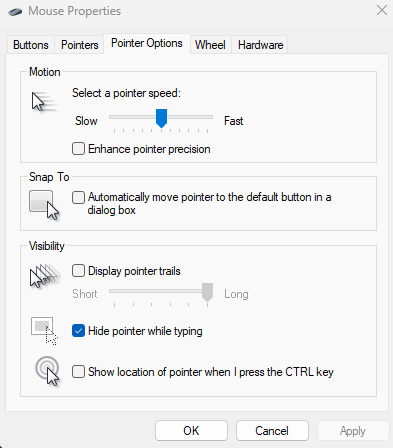 Mouse Properties
Buttons Pointers Pointer Options Wheel Hardware
Motion
Select a pointer speed:
Slow Fast
Enhance pointer precision
Snap To
Automatically move pointer to the default button in a
dialog box
Visibility
Display pointer trails
Short Long
Hide pointer while typing
Show location of pointer when I press the CTRL key
OK Cancel Apply